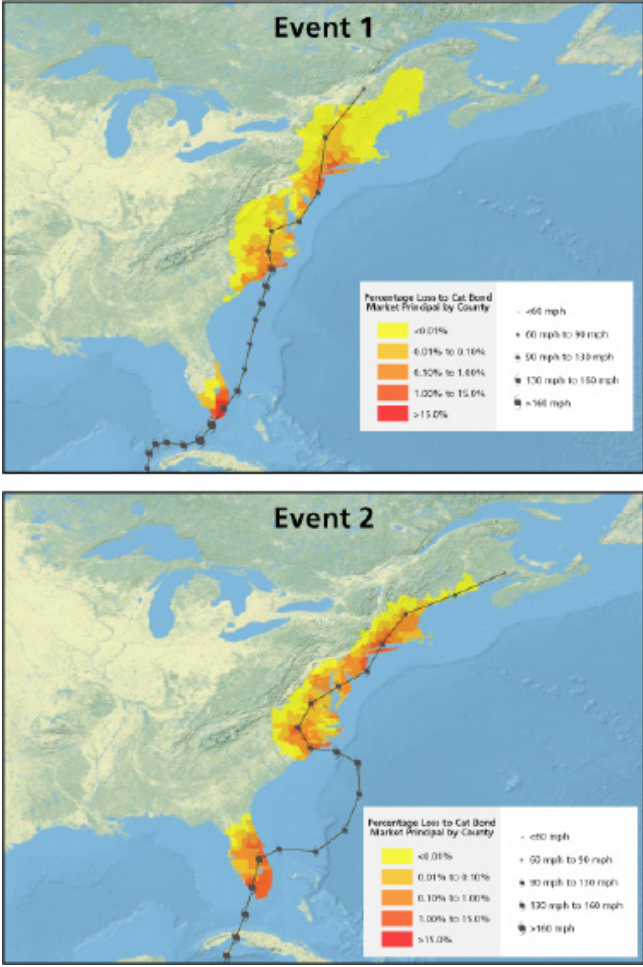 Event 1
Percentage Loss to Cat Bond
Market Principal by County
<0.01%
0.01% to 0.10%
0.10% to 1.00%
1.00% to 15.0%
>15.0%
<60 mph
60 mph to 90 mph
90 mph to 130 mph
130 mph to 160 mph
>160 mph
Event 2
Percentage Loss to Cat Bond
Market Principal by County
<0.01%
0.01% to 0.10%
0.10% to 1.00%
1.00% to 15.0%
>15.0%
<60 mph
60 mph to 90 mph
90 mph to 130 mph
130 mph to 160 mph
>160 mph